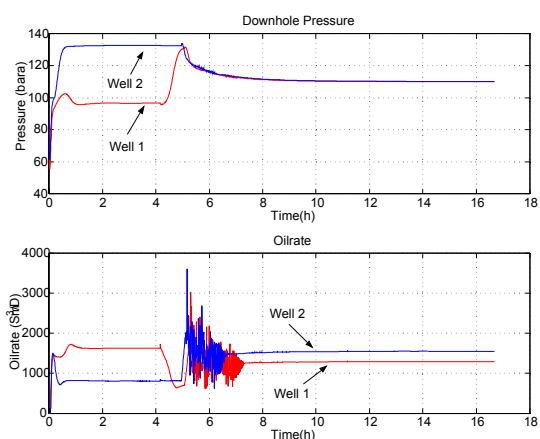 Downhole Pressure
Pressure (bara)
140
120
100
80
60
40
Well 2
Well 1
0 2 4 6 8 10 12 14 16 18
Time(h)
Oilrate
Oilrate
4000
3000
2000
1000
0
Well 2
Well 1
0 2 4 6 8 10 12 14 16 18
Time(h)